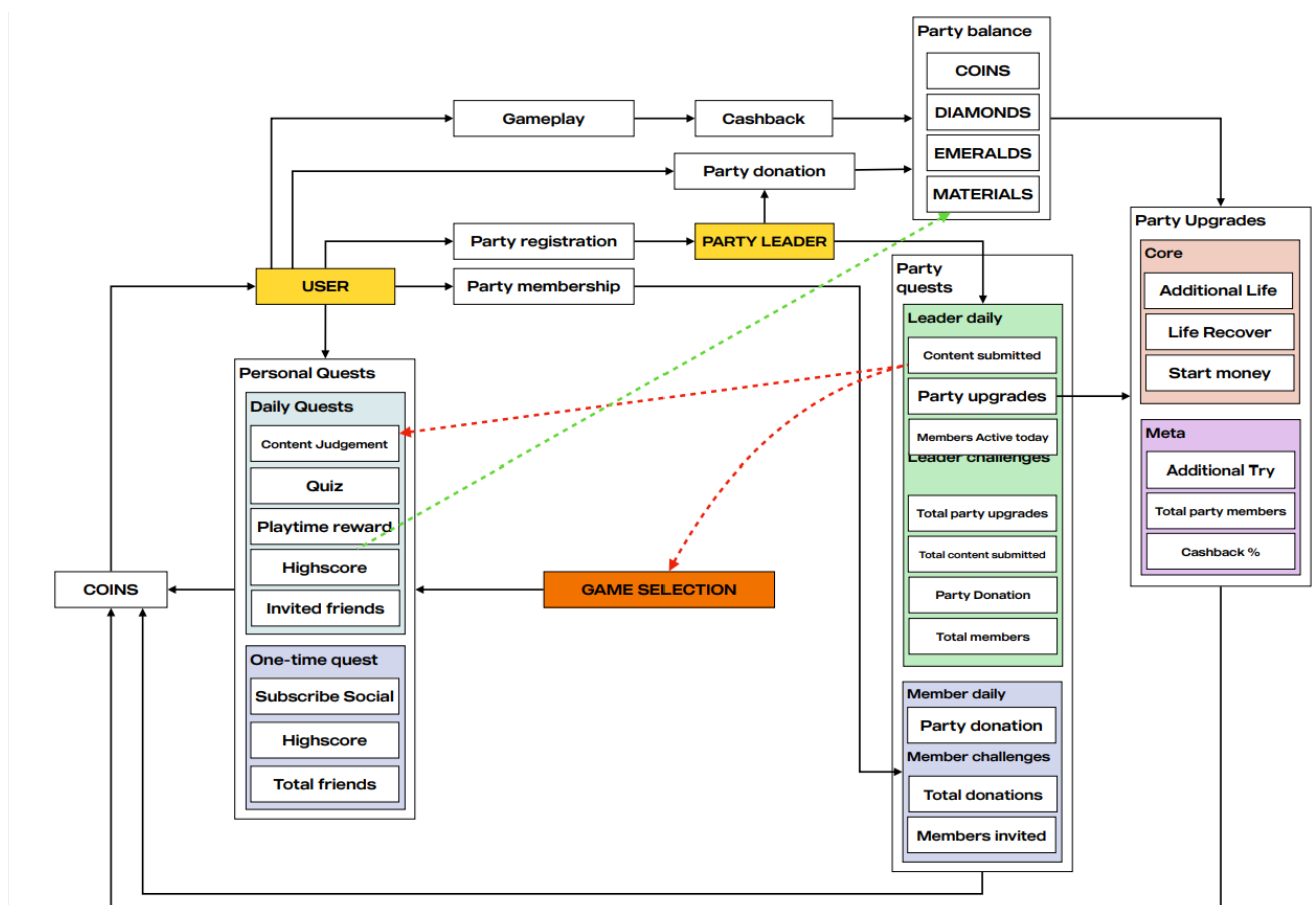 Party balance
COINS
DIAMONDS
EMERALDS
MATERIALS
Gameplay
Cashback
Party donation
Party registration
PARTY LEADER
USER
Party membership
Personal Quests
Daily Quests
Content Judgement
Quiz
Playtime reward
Highscore
Invited friends
One-time quest
Subscribe Social
Highscore
Total friends
COINS
GAME SELECTION
Party
quests
Leader daily
Content submitted
Party upgrades
Members Active today
Leader challenges
Total party upgrades
Total content submitted
Party Donation
Total members
Member daily
Party donation
Member challenges
Total donations
Members invited
Party Upgrades
Core
Additional Life
Life Recover
Start money
Meta
Additional Try
Total party members
Cashback %